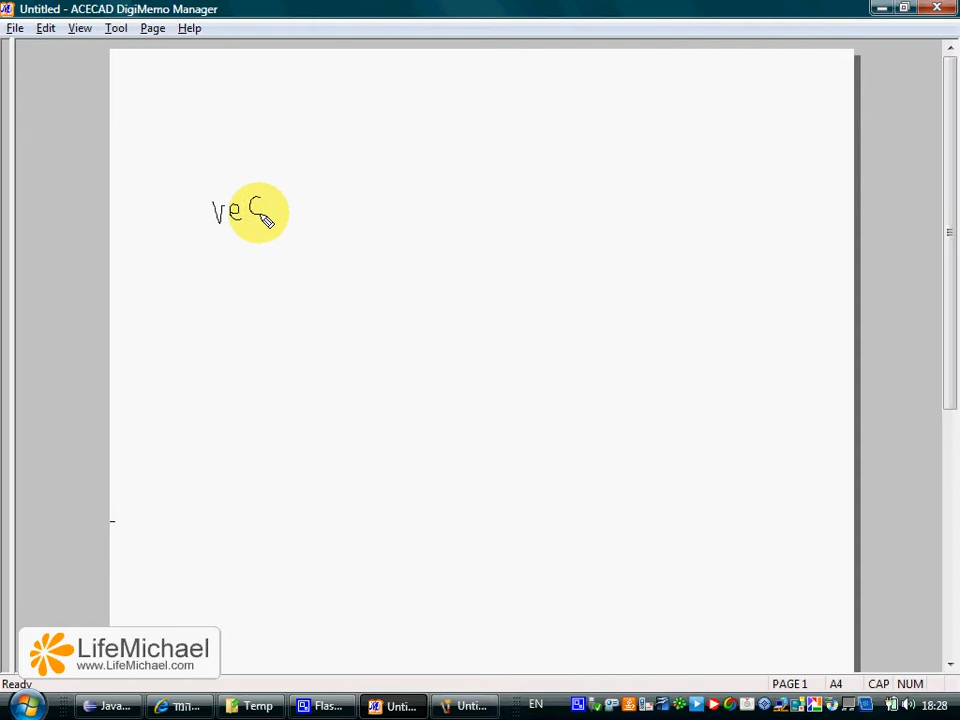 Untitled - ACECAD DigiMemo Manager
File Edit View Tool Page Help
vec
LifeMichael
www.LifeMichael.com
Ready PAGE 1 A4 CAP NUM
Java... המד... Temp Flas... Unti... Unti... EN 18:28